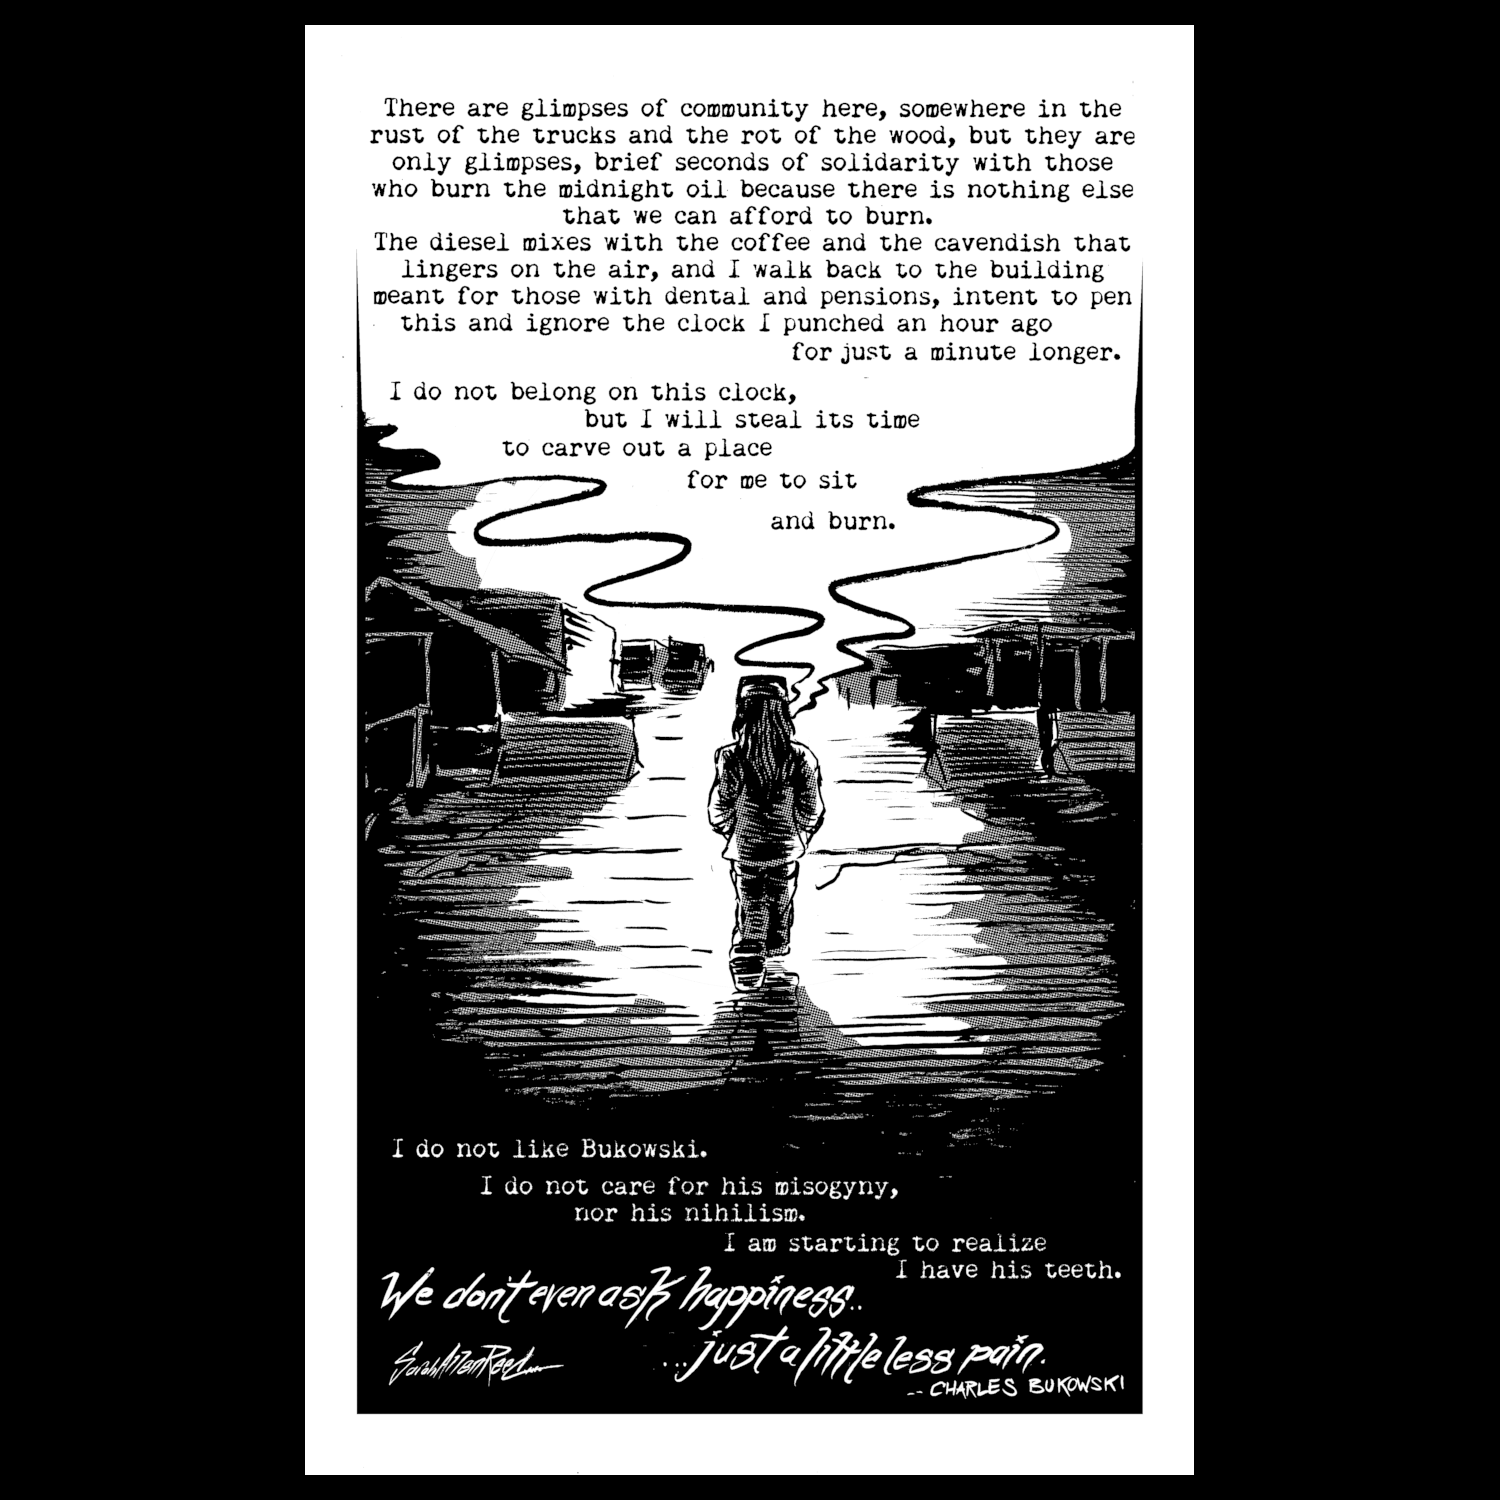 There are glimpses of community here, somewhere in the
rust of the trucks and the rot of the wood, but they are
only glimpses, brief seconds of solidarity with those
who burn the midnight oil because there is nothing else
that we can afford to burn.
The diesel mixes with the coffee and the cavendish that
lingers on the air, and I walk back to the building
meant for those with dental and pensions, intent to pen
this and ignore the clock I punched an hour ago
for just a minute longer.
I do not belong on this clock,
but I will steal its time
to carve out a place
for me to sit
and burn.
I do not like Bukowski.
I do not care for his misogyny,
nor his nihilism.
I am starting to realize
I have his teeth.
We don't even ask happiness..
...just a little less pain.
-- CHARLES BUKOWSKI
Sarah Allen Reed